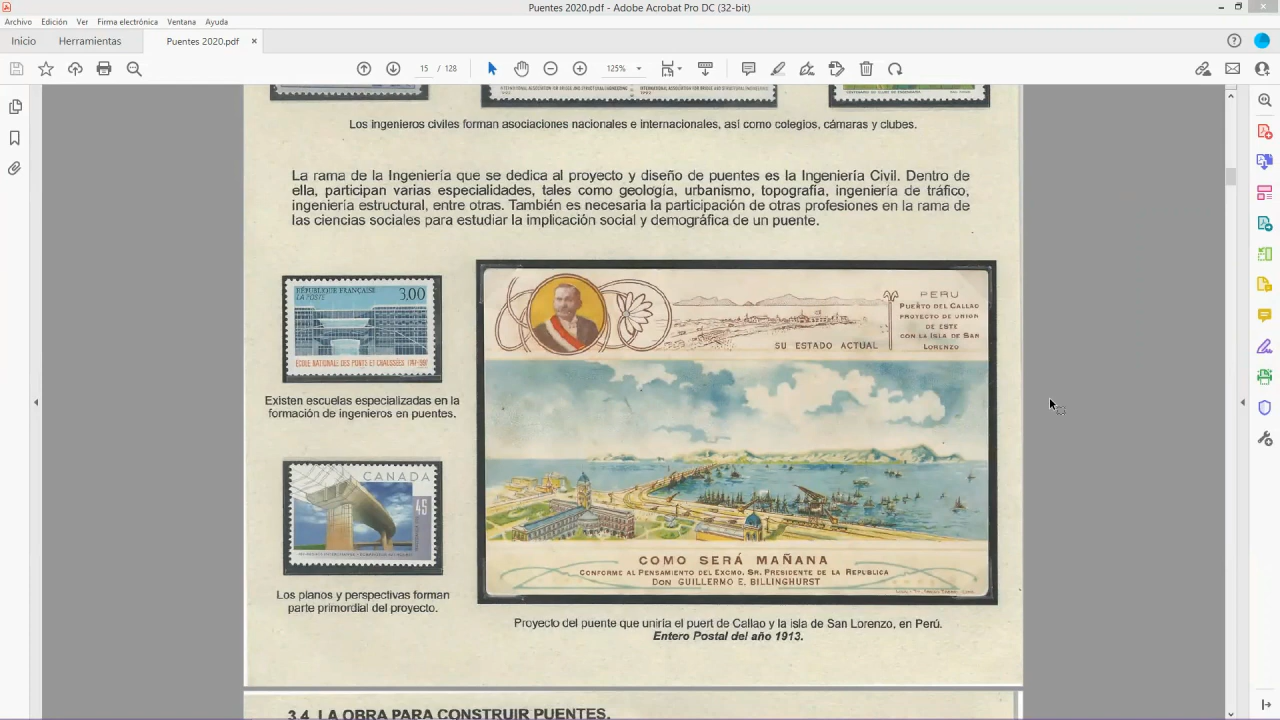 Puentes 2020.pdf - Adobe Acrobat Pro DC (32-bit)
Archivo Edición Ver Firma electrónica Ventana Ayuda
Inicio Herramientas Puentes 2020.pdf ×
15 / 128 125%
Los ingenieros civiles forman asociaciones nacionales e internacionales, así como colegios, cámaras y clubes.
La rama de la Ingeniería que se dedica al proyecto y diseño de puentes es la Ingeniería Civil. Dentro de
ella, participan varias especialidades, tales como geología, urbanismo, topografía, ingeniería de tráfico,
ingeniería estructural, entre otras. También es necesaria la participación de otras profesiones en la rama de
las ciencias sociales para estudiar la implicación social y demográfica de un puente.
RÉPUBLIQUE FRANÇAISE
LA POSTE 3,00
ÉCOLE NATIONALE DES PONTS ET CHAUSSÉES
Existen escuelas especializadas en la
formación de ingenieros en puentes.
CANADA
45
Los planos y perspectivas forman
parte primordial del proyecto.
PERU
PUERTO DEL CALLAO
PROYECTO DE UNION
DE ESTE
CON LA ISLA DE SAN
LORENZO
SU ESTADO ACTUAL
COMO SERÁ MAÑANA
CONFORME AL PENSAMIENTO DEL EXCMO. SR. PRESIDENTE DE LA REPUBLICA
DON GUILLERMO E. BILLINGHURST
Proyecto del puente que uniría el puert de Callao y la isla de San Lorenzo, en Perú.
Entero Postal del año 1913.
3.4. LA OBRA PARA CONSTRUIR PUENTES.